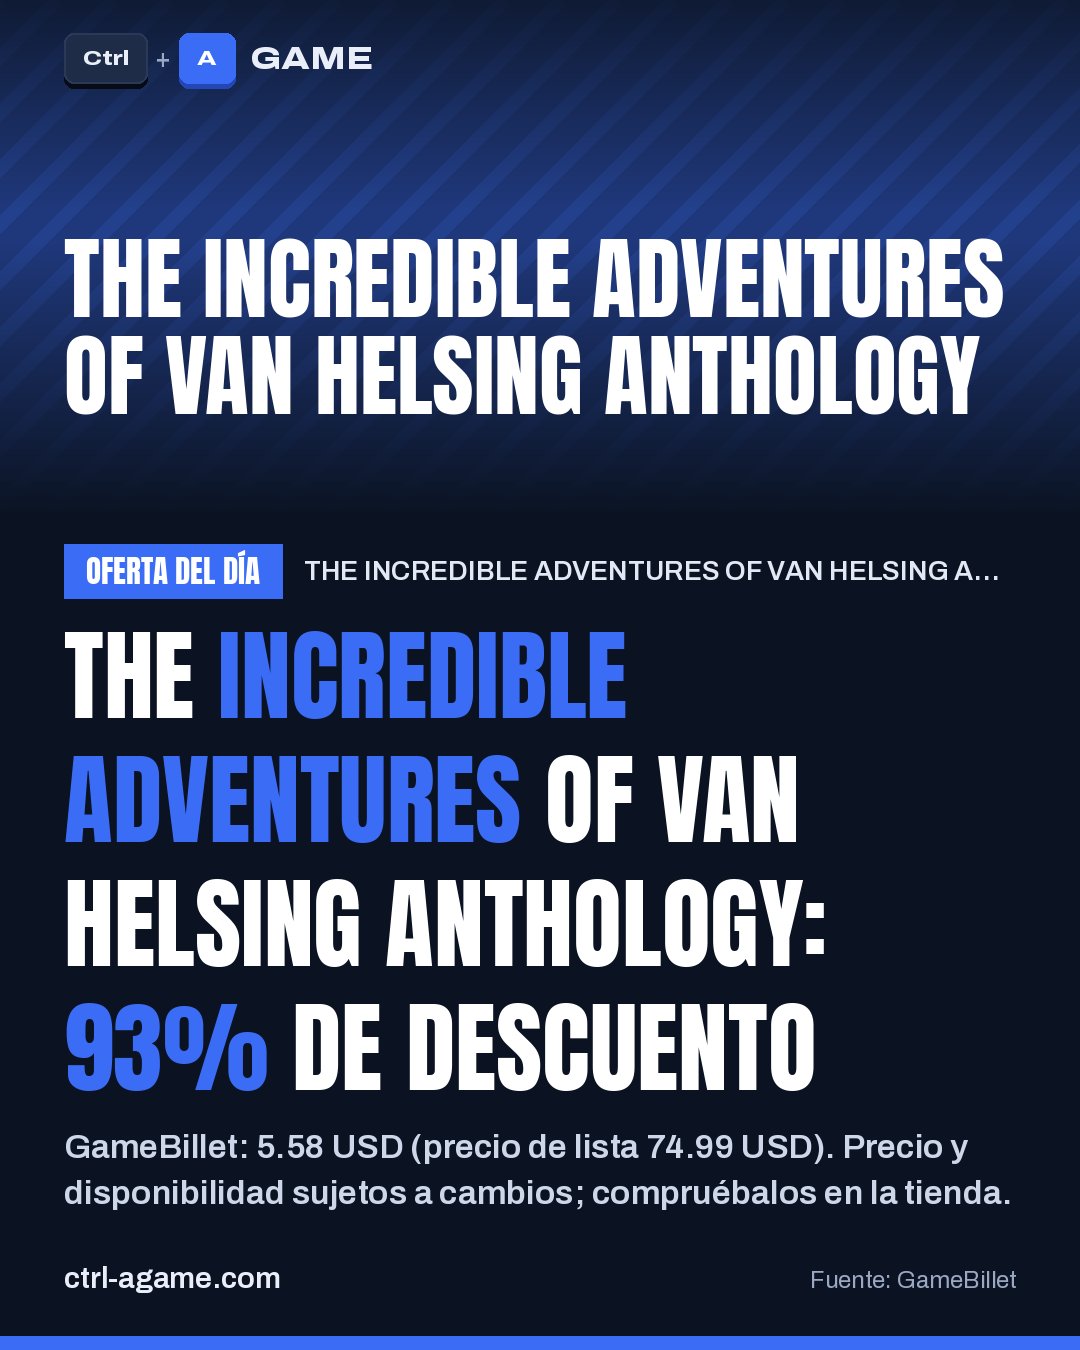 Ctrl + A GAME
THE INCREDIBLE ADVENTURES
OF VAN HELSING ANTHOLOGY
OFERTA DEL DÍA THE INCREDIBLE ADVENTURES OF VAN HELSING A...
THE INCREDIBLE
ADVENTURES OF VAN
HELSING ANTHOLOGY:
93% DE DESCUENTO
GameBillet: 5.58 USD (precio de lista 74.99 USD). Precio y
disponibilidad sujetos a cambios; compruébalos en la tienda.
ctrl-agame.com Fuente: GameBillet